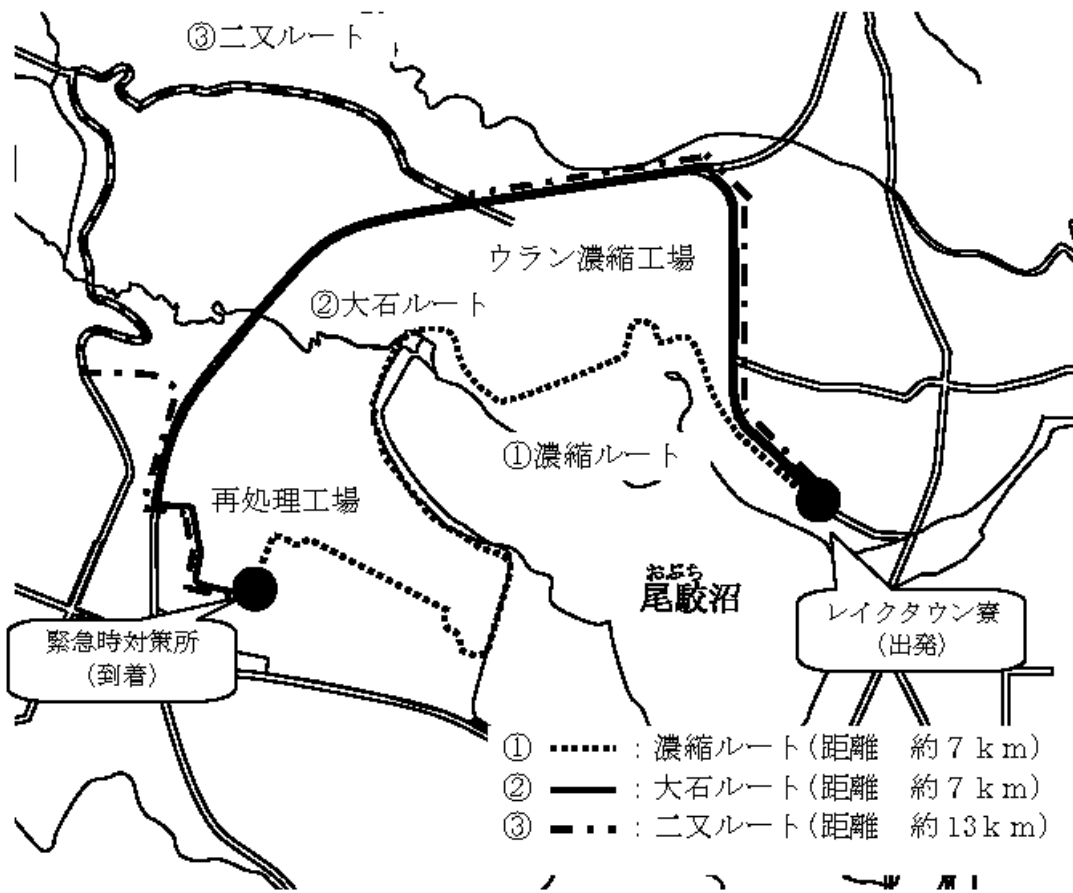 ③二又ルート
ウラン濃縮工場
②大石ルート
①濃縮ルート
再処理工場
おぶち
尾駮沼
レイクタウン寮
(出発)
緊急時対策所
(到着)
① : 濃縮ルート(距離 約7km)
② : 大石ルート(距離 約7km)
③ : 二又ルート(距離 約13km)